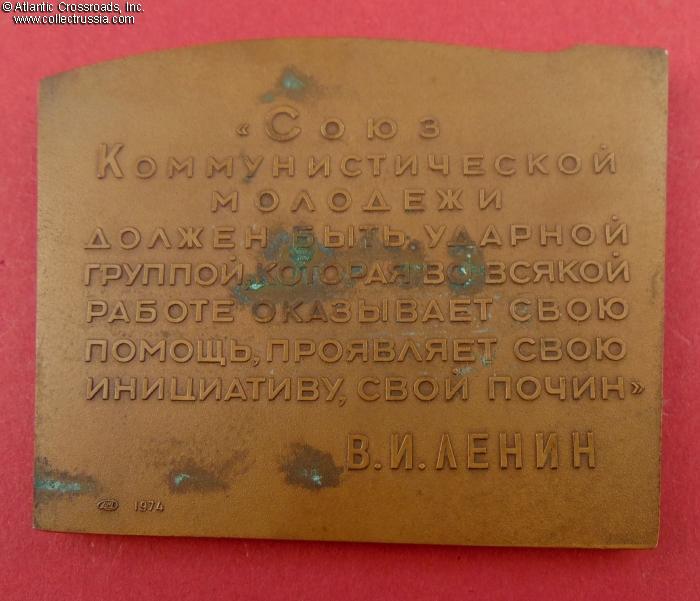 © Atlantic Crossroads, Inc.
www.collectrussia.com
«Союз
Коммунистической
молодежи
должен быть ударной
группой, которая во всякой
работе оказывает свою
помощь, проявляет свою
инициативу, свой почин»
В.И.ЛЕНИН
1974